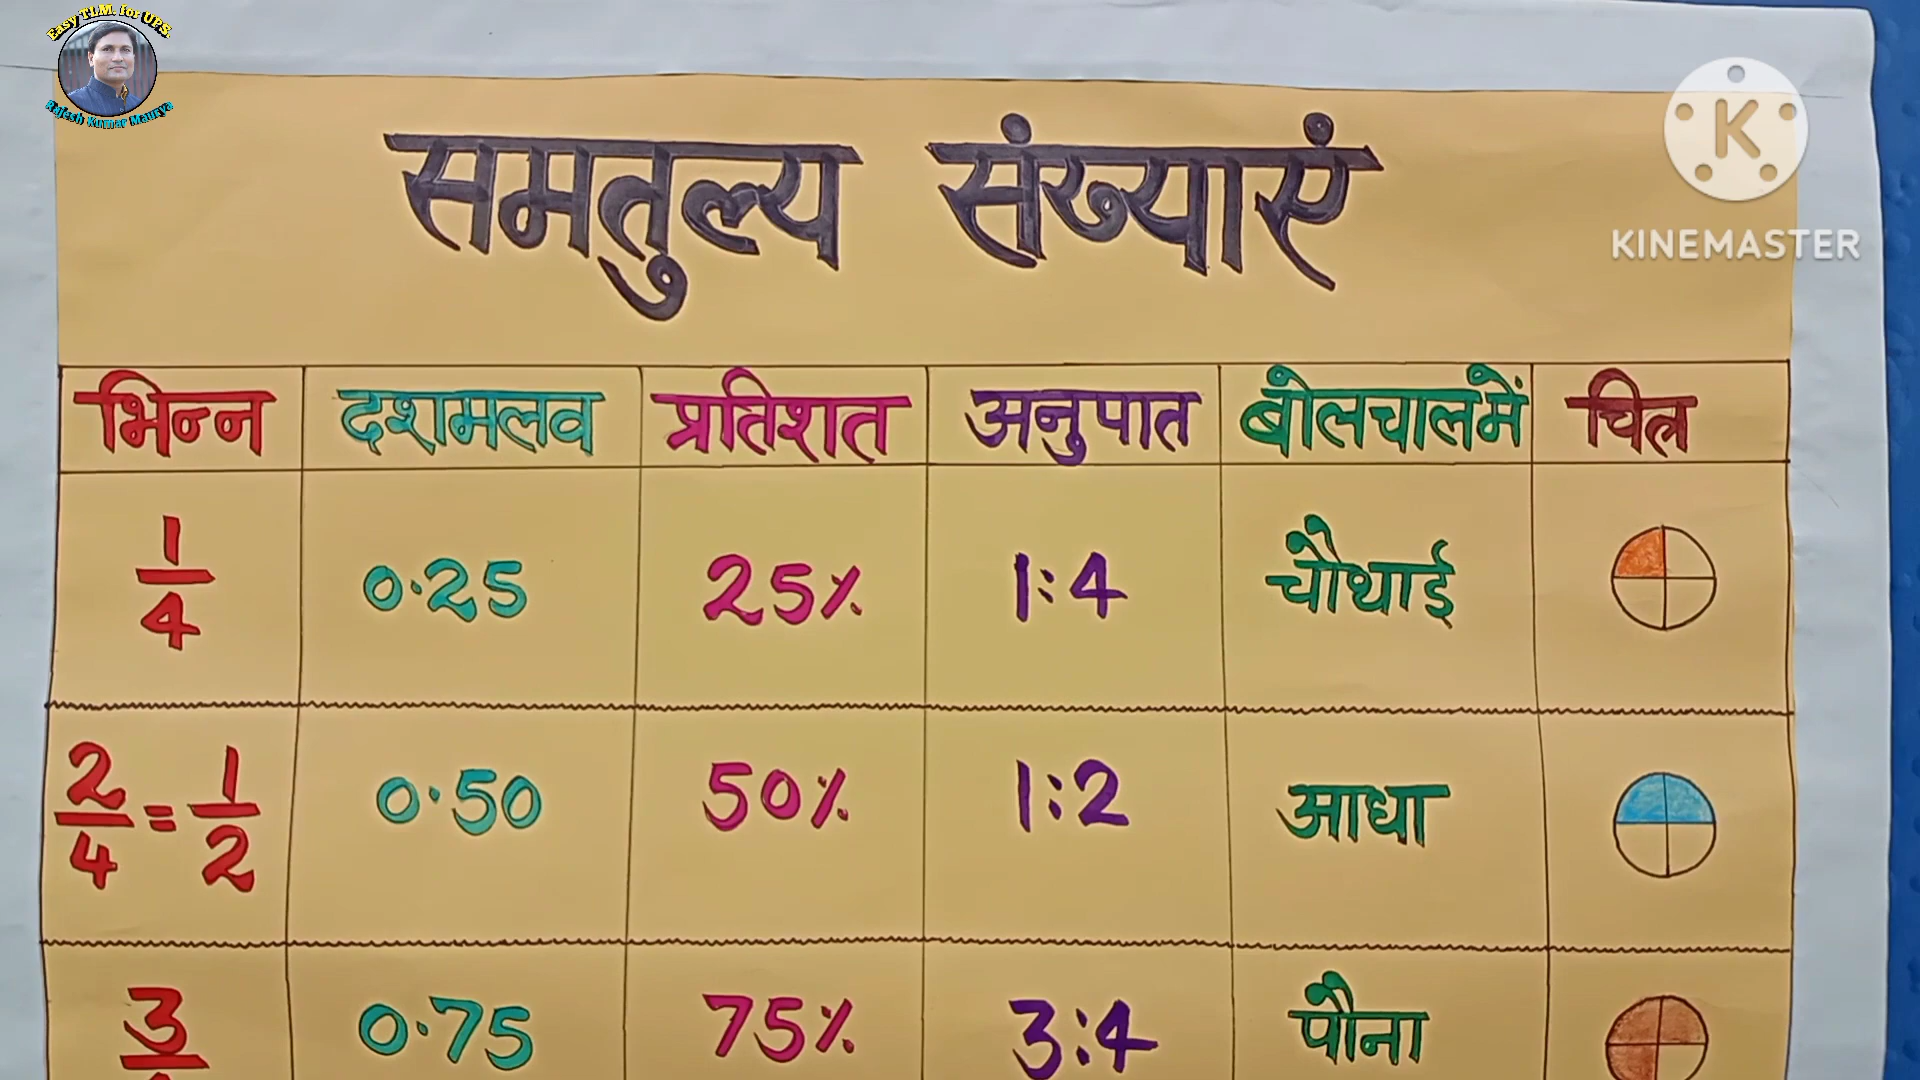 Easy TLM. for UPS.
Rajesh Kumar Maurya
KINEMASTER
समतुल्य संख्याएं
भिन्न दशमलव प्रतिशत अनुपात बोलचाल में चित्र
1/4 0.25 25% 1:4 चौथाई
2/4 = 1/2 0.50 50% 1:2 आधा
3 0.75 75% 3:4 पौना